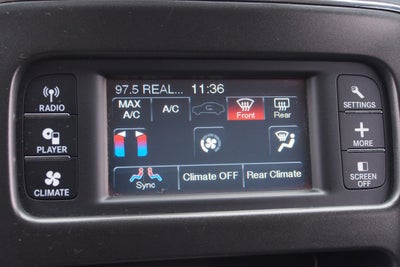 97.5 REAL... 11:36
MAX
A/C
A/C
Front
Rear
Sync
Climate OFF
Rear Climate
RADIO
PLAYER
CLIMATE
SETTINGS
MORE
SCREEN
OFF